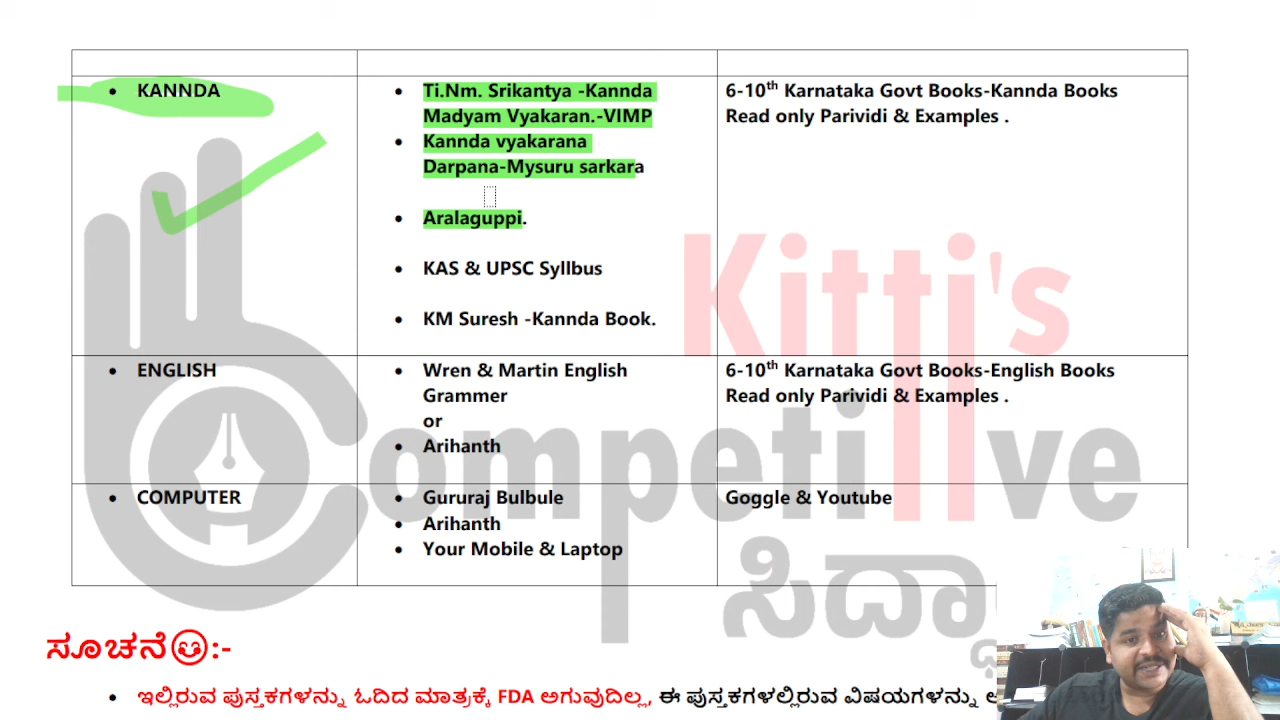 KANNDA
Ti.Nm. Srikantya -Kannda
Madyam Vyakaran.-VIMP
Kannda vyakarana
Darpana-Mysuru sarkara
Aralaguppi.
KAS & UPSC Syllbus
KM Suresh -Kannda Book.
6-10th Karnataka Govt Books-Kannda Books
Read only Parividi & Examples .
ENGLISH
Wren & Martin English
Grammer
or
Arihanth
6-10th Karnataka Govt Books-English Books
Read only Parividi & Examples .
COMPUTER
Gururaj Bulbule
Arihanth
Your Mobile & Laptop
Goggle & Youtube
Kitti's
Competitive
ಸೂಚನೆ:-
ಇಲ್ಲಿರುವ ಪುಸ್ತಕಗಳನ್ನು ಓದಿದ ಮಾತ್ರಕ್ಕೆ FDA ಆಗುವುದಿಲ್ಲ, ಈ ಪುಸ್ತಕಗಳಲ್ಲಿರುವ ವಿಷಯಗಳನ್ನು